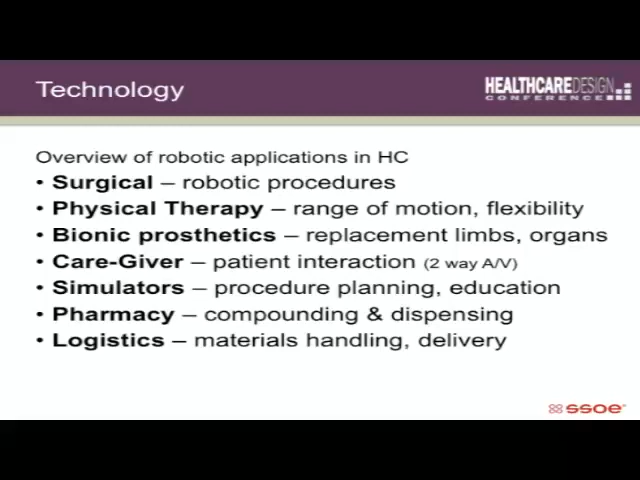 Technology
HEALTHCAREDESIGN
CONFERENCE
Overview of robotic applications in HC
• Surgical – robotic procedures
• Physical Therapy – range of motion, flexibility
• Bionic prosthetics – replacement limbs, organs
• Care-Giver – patient interaction (2 way A/V)
• Simulators – procedure planning, education
• Pharmacy – compounding & dispensing
• Logistics – materials handling, delivery
ssoe